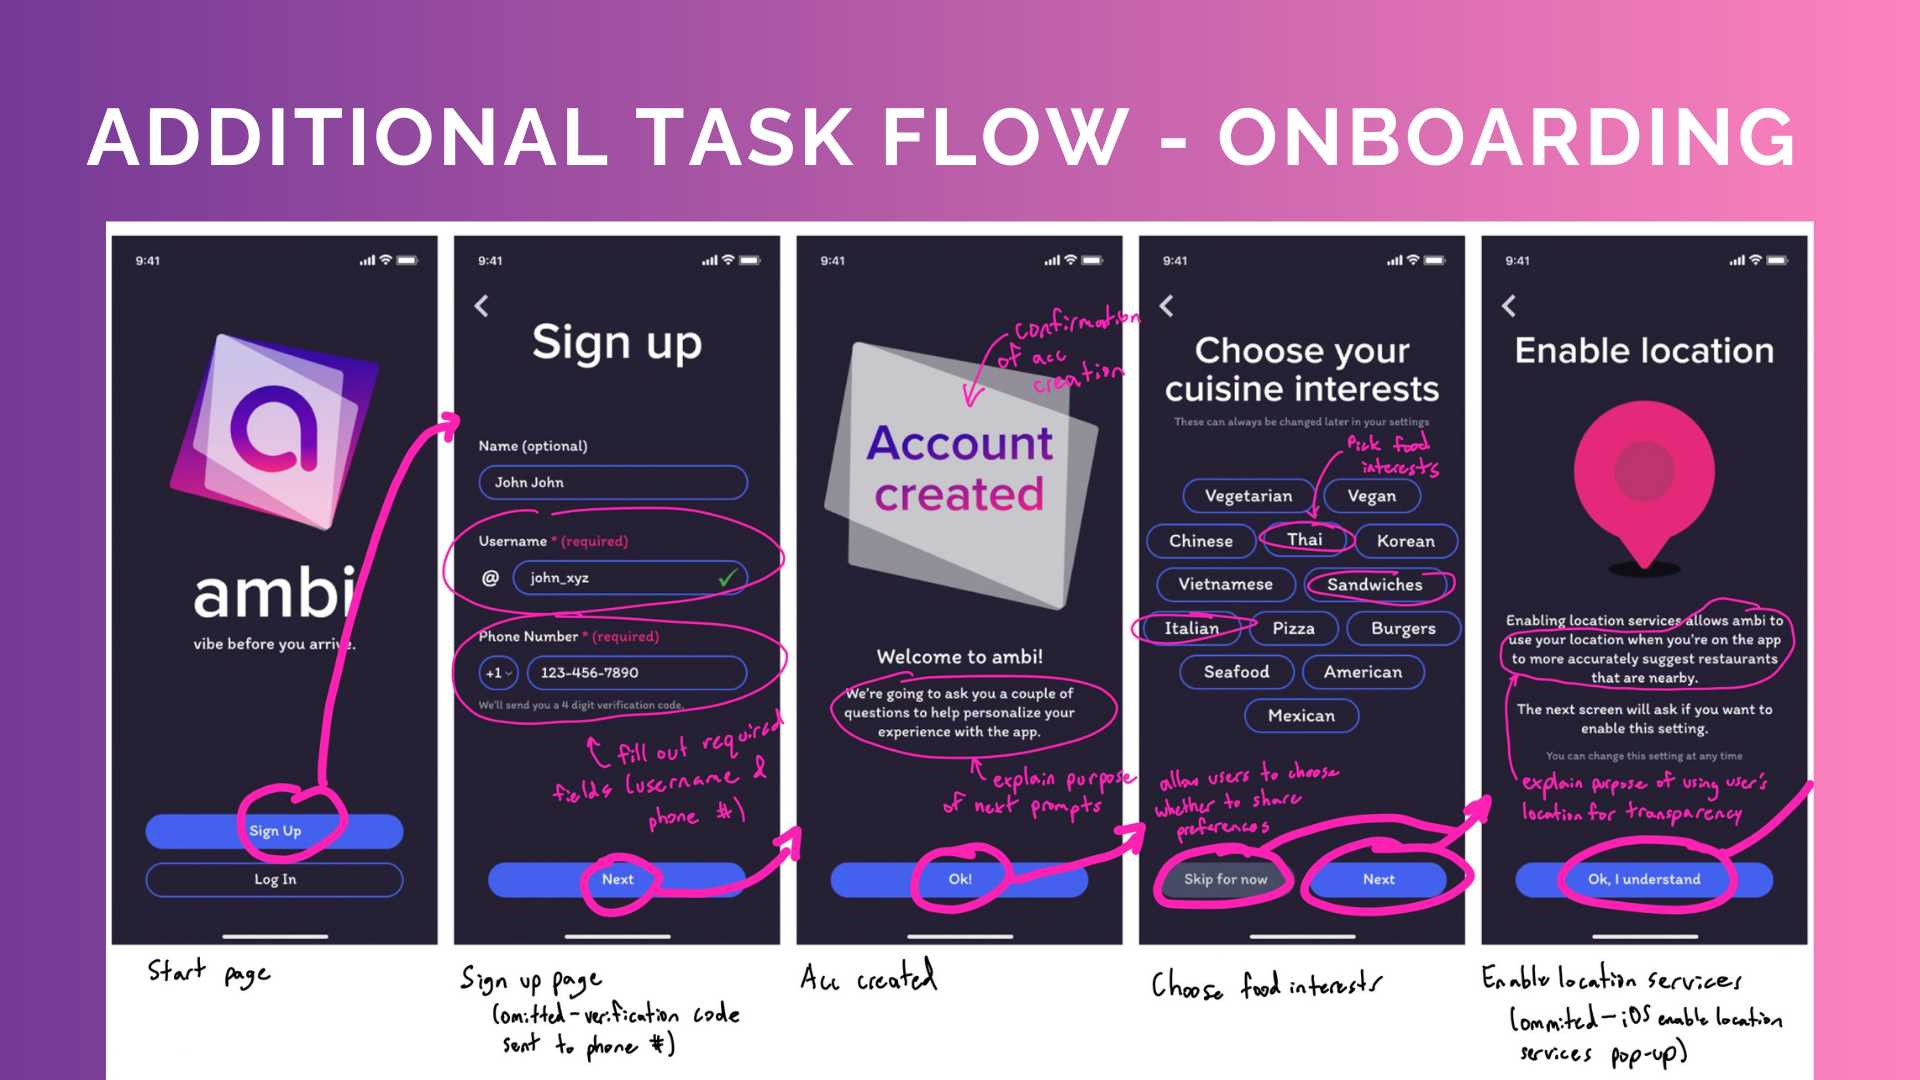 ADDITIONAL TASK FLOW - ONBOARDING
9:41
a
ambi
vibe before you arrive.
Sign Up
Log In
Start page
9:41
Sign up
Name (optional)
John John
Username * (required)
@ john_xyz
Phone Number * (required)
+1 123-456-7890
We'll send you a 4 digit verification code.
fill out required
fields (username &
phone #)
Next
Sign up page
(omitted-verification code
sent to phone #)
9:41
confirmation
of acc
creation
Account
created
Welcome to ambi!
We're going to ask you a couple of
questions to help personalize your
experience with the app.
explain purpose
of next prompts
Ok!
Acc created
9:41
Choose your
cuisine interests
These can always be changed later in your settings
Pick food
interests
Vegetarian Vegan
Chinese Thai Korean
Vietnamese Sandwiches
Italian Pizza Burgers
Seafood American
Mexican
allow users to choose
whether to share
preferences
Skip for now Next
Choose food interests
9:41
Enable location
Enabling location services allows ambi to
use your location when you're on the app
to more accurately suggest restaurants
that are nearby.
The next screen will ask if you want to
enable this setting.
You can change this setting at any time
explain purpose of using user's
location for transparency
Ok, I understand
Enable location services
(ommited-iOS enable location
services pop-up)